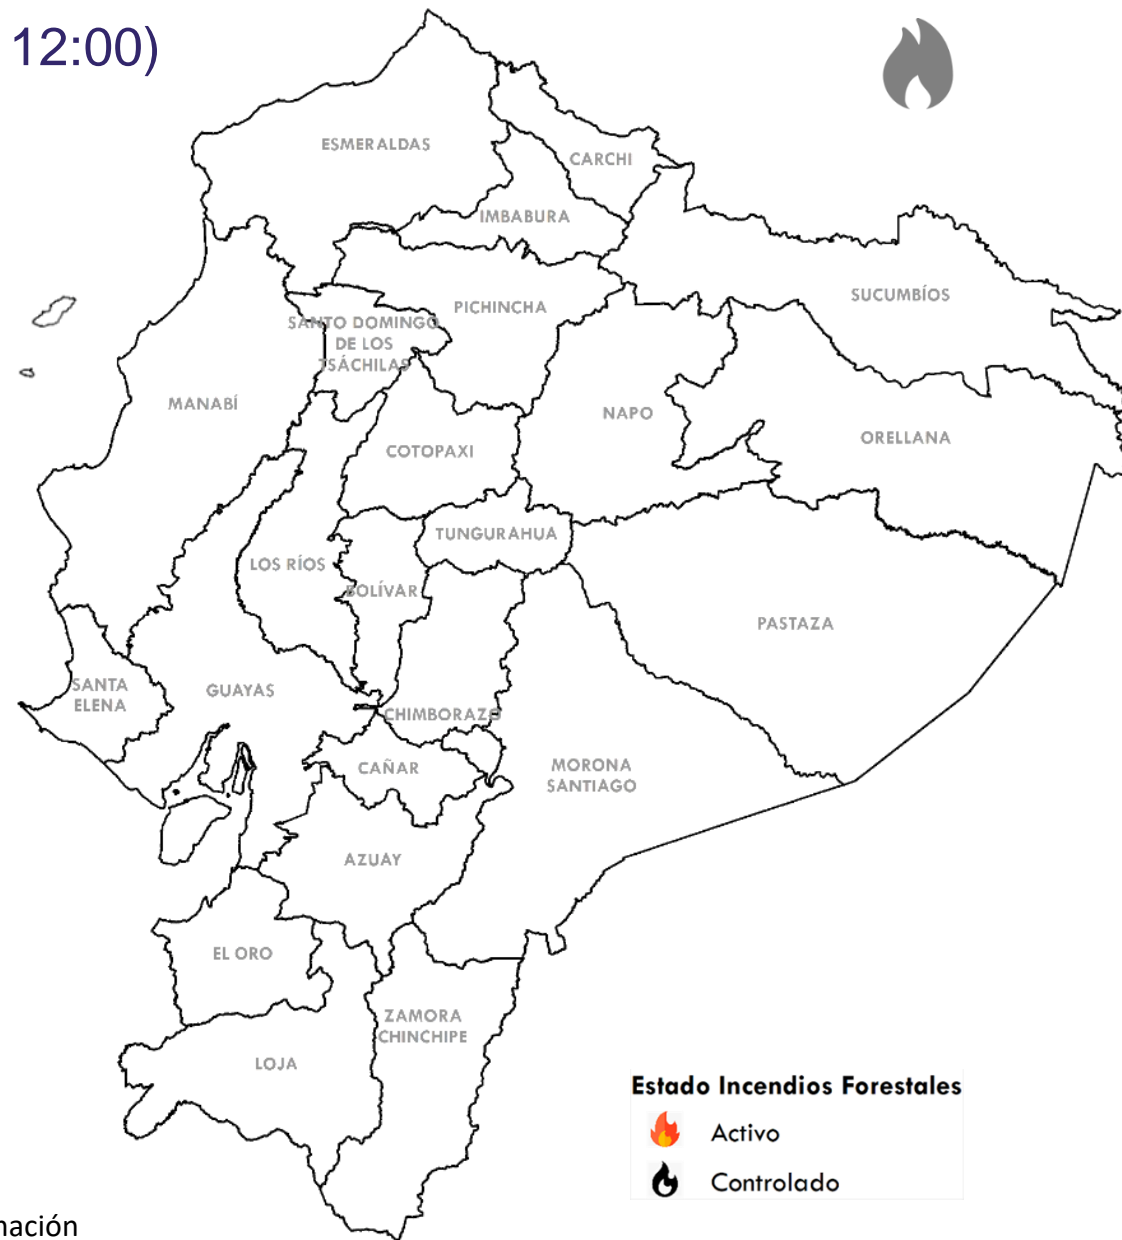 12:00)
ESMERALDAS
CARCHI
IMBABURA
SUCUMBÍOS
PICHINCHA
SANTO DOMINGO
DE LOS
TSÁCHILAS
MANABÍ
NAPO
ORELLANA
COTOPAXI
TUNGURAHUA
LOS RÍOS
BOLÍVAR
PASTAZA
SANTA
ELENA
GUAYAS
CHIMBORAZO
CAÑAR
MORONA
SANTIAGO
AZUAY
EL ORO
ZAMORA
CHINCHIPE
LOJA
Estado Incendios Forestales
Activo
Controlado
nación